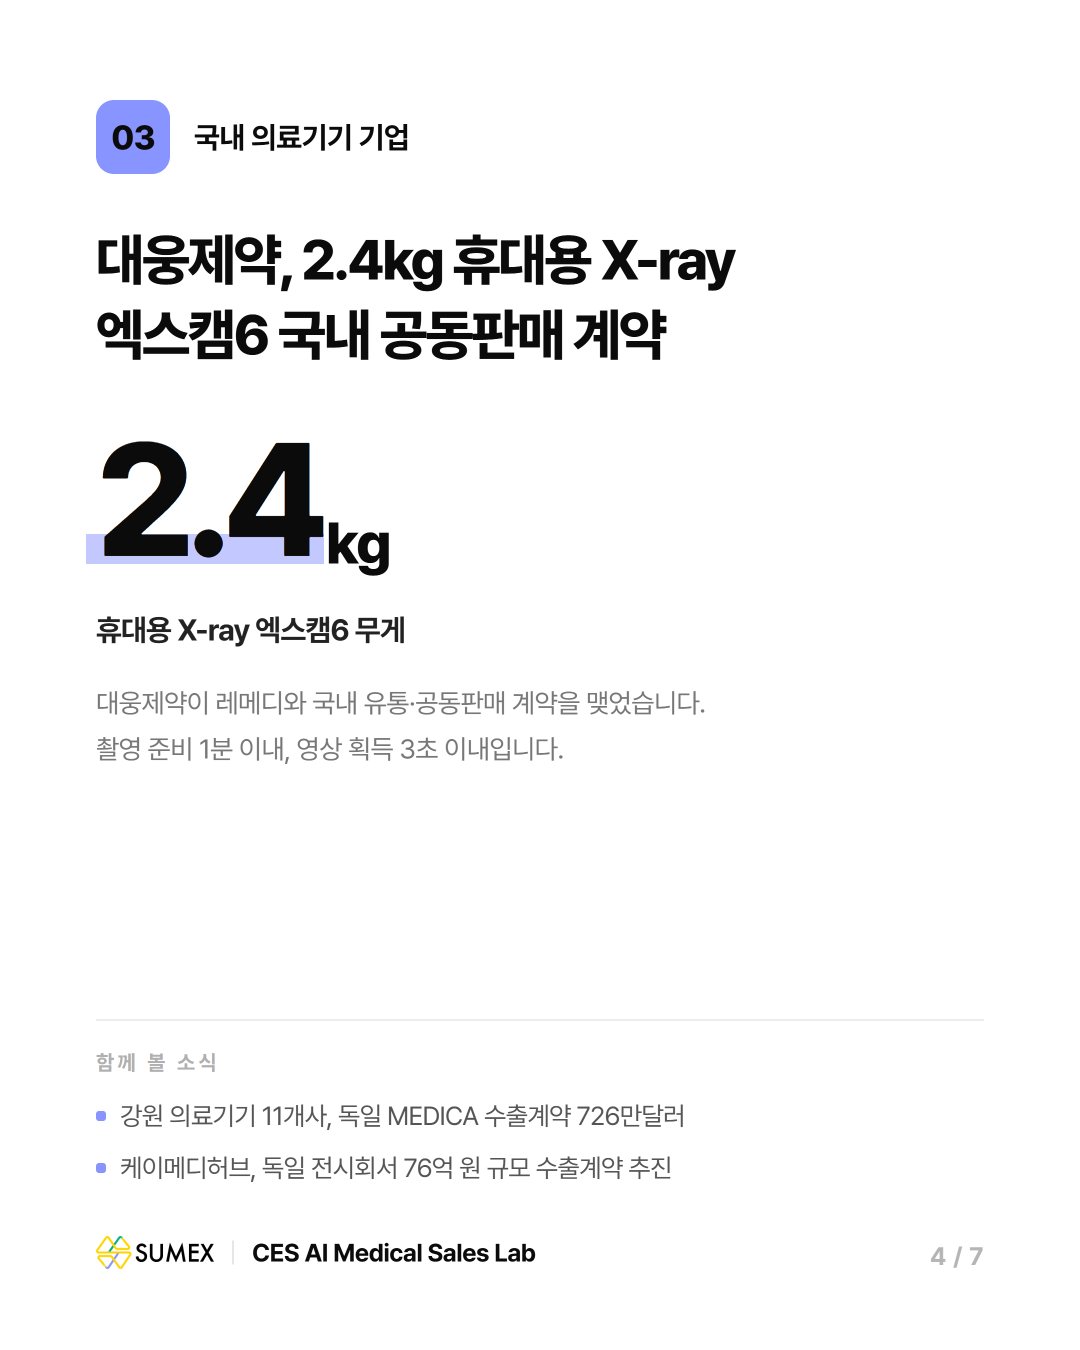 03 국내 의료기기 기업
대웅제약, 2.4kg 휴대용 X-ray
엑스캠6 국내 공동판매 계약
2.4kg
휴대용 X-ray 엑스캠6 무게
대웅제약이 레메디와 국내 유통·공동판매 계약을 맺었습니다.
촬영 준비 1분 이내, 영상 획득 3초 이내입니다.
함께 볼 소식
강원 의료기기 11개사, 독일 MEDICA 수출계약 726만달러
케이메디허브, 독일 전시회서 76억 원 규모 수출계약 추진
SUMEX CES AI Medical Sales Lab
4 / 7